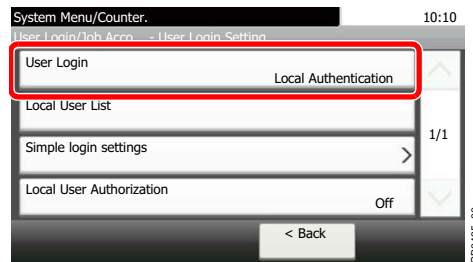 System Menu/Counter.
10:10
User Login/Job Acco... - User Login Setting
User Login
Local Authentication
Local User List
1/1
Simple login settings
Local User Authorization
Off
< Back